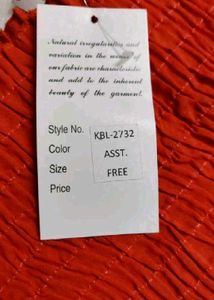 Natural irregularities and
variation in the weave of
our fabric are characteristic
and add to the inherent
beauty of the garment.
Style No. KBL-2732
Color ASST.
Size FREE
Price